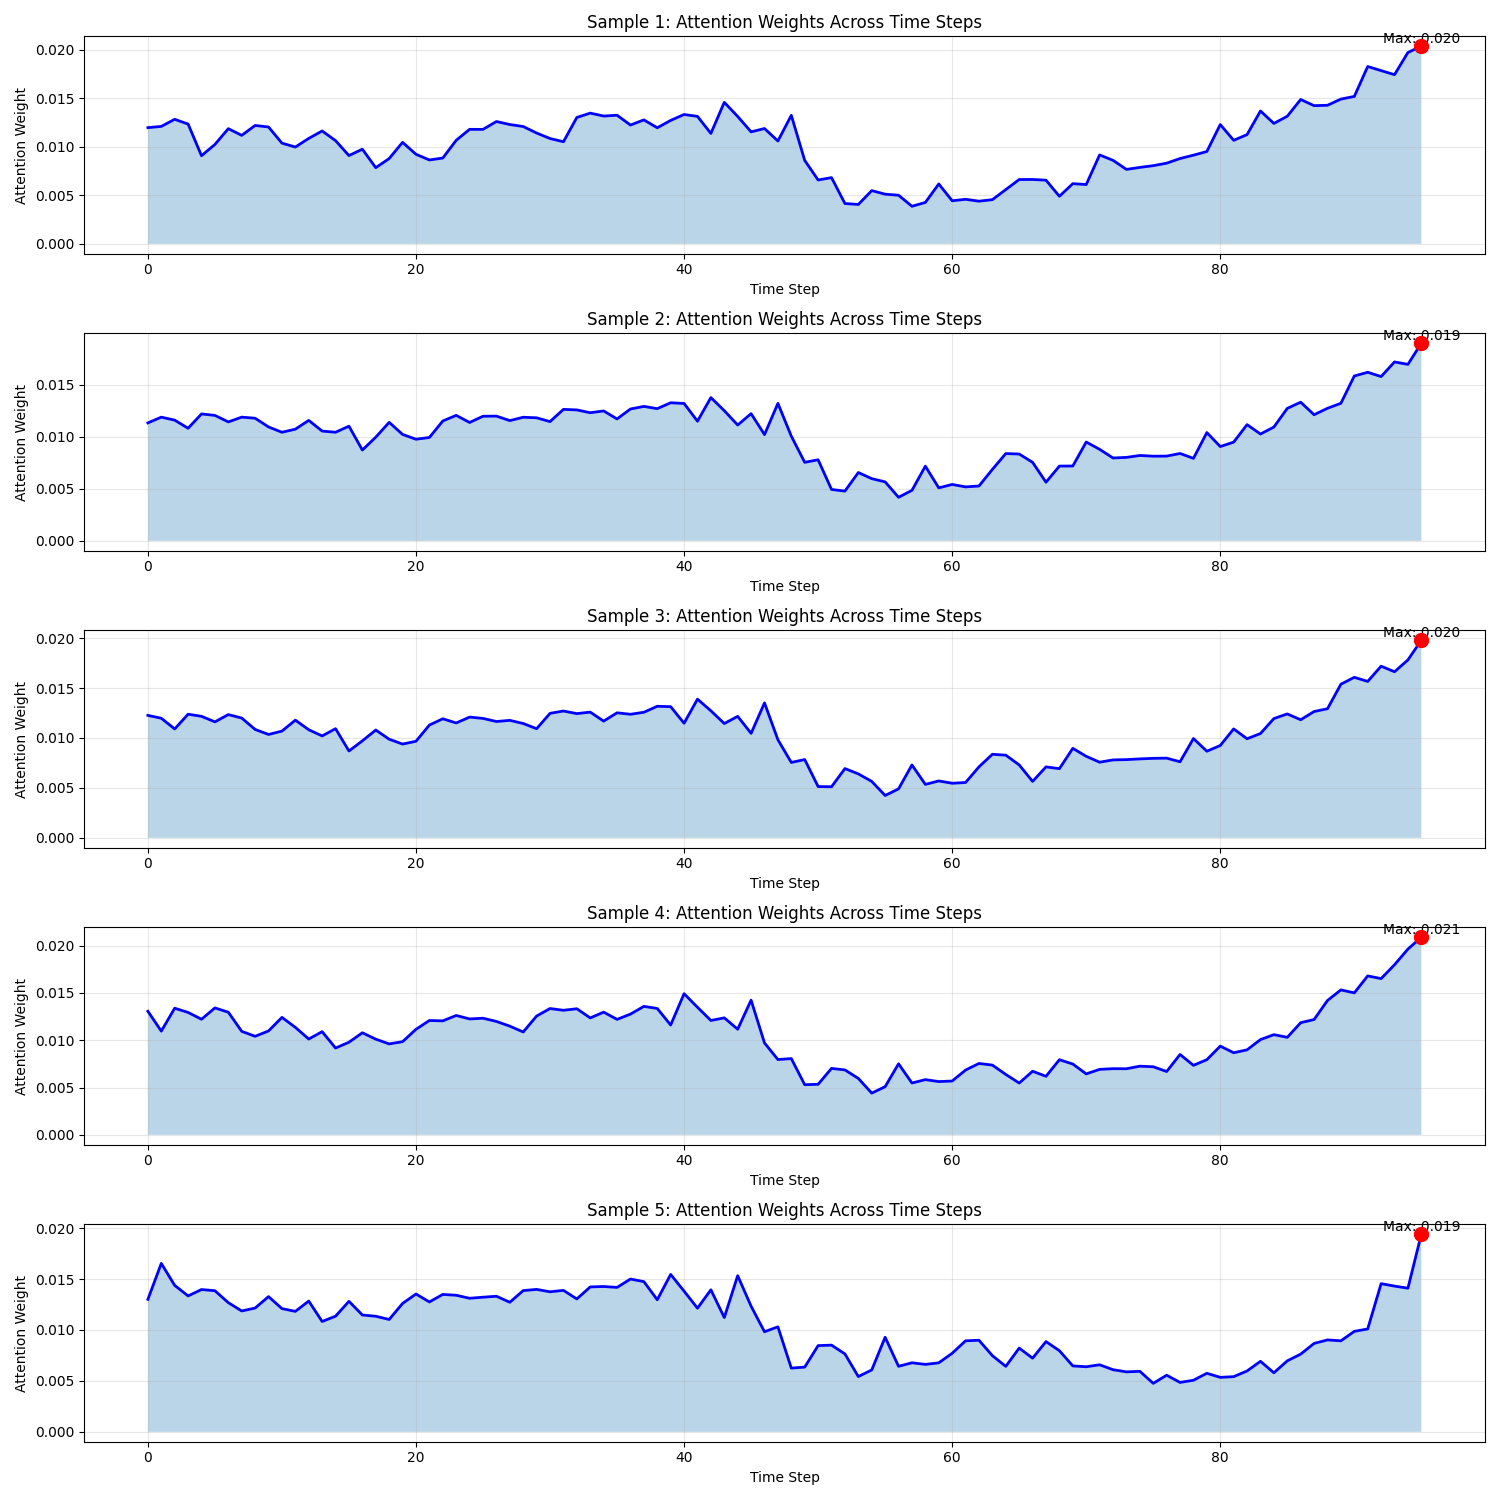 Sample 1: Attention Weights Across Time Steps
Max: 0.020
0.020
0.015
0.010
0.005
0.000
Attention Weight
0 20 40 60 80
Time Step
Sample 2: Attention Weights Across Time Steps
Max: 0.019
0.015
0.010
0.005
0.000
Attention Weight
0 20 40 60 80
Time Step
Sample 3: Attention Weights Across Time Steps
Max: 0.020
0.020
0.015
0.010
0.005
0.000
Attention Weight
0 20 40 60 80
Time Step
Sample 4: Attention Weights Across Time Steps
Max: 0.021
0.020
0.015
0.010
0.005
0.000
Attention Weight
0 20 40 60 80
Time Step
Sample 5: Attention Weights Across Time Steps
Max: 0.019
0.020
0.015
0.010
0.005
0.000
Attention Weight
0 20 40 60 80
Time Step